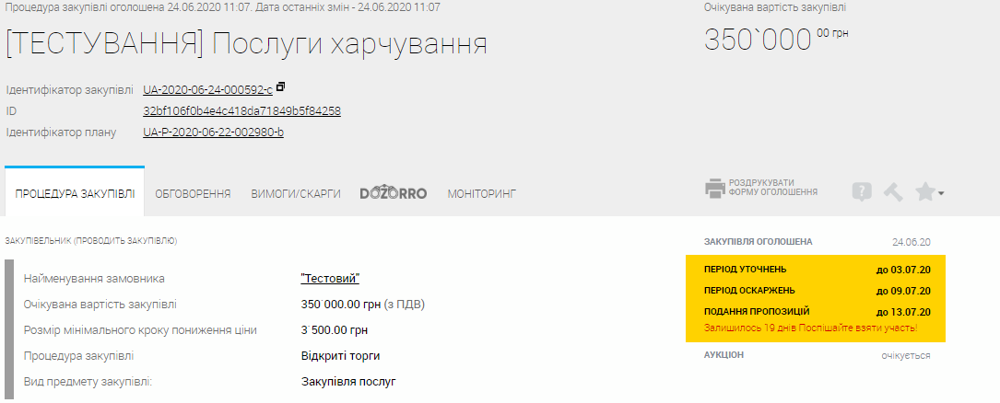 Процедура закупівлі оголошена 24.06.2020 11:07. Дата останніх змін - 24.06.2020 11:07
Очікувана вартість закупівлі
[ТЕСТУВАННЯ] Послуги харчування
350`000 00 грн
Ідентифікатор закупівлі UA-2020-06-24-000592-c
ID 32bf106f0b4e4c418da71849b5f84258
Ідентифікатор плану UA-P-2020-06-22-002980-b
ПРОЦЕДУРА ЗАКУПІВЛІ ОБГОВОРЕННЯ ВИМОГИ/СКАРГИ DOZORRO МОНІТОРИНГ
РОЗДРУКУВАТИ
ФОРМУ ОГОЛОШЕННЯ
ЗАКУПІВЕЛЬНИК (ПРОВОДИТЬ ЗАКУПІВЛЮ)
Найменування замовника "Тестовий"
Очікувана вартість закупівлі 350`000.00 грн (з ПДВ)
Розмір мінімального кроку пониження ціни 3`500.00 грн
Процедура закупівлі Відкриті торги
Вид предмету закупівлі: Закупівля послуг
ЗАКУПІВЛЯ ОГОЛОШЕНА 24.06.20
ПЕРІОД УТОЧНЕНЬ до 03.07.20
ПЕРІОД ОСКАРЖЕНЬ до 09.07.20
ПОДАННЯ ПРОПОЗИЦІЙ до 13.07.20
Залишилось 19 днів Поспішайте взяти участь!
АУКЦІОН очікується